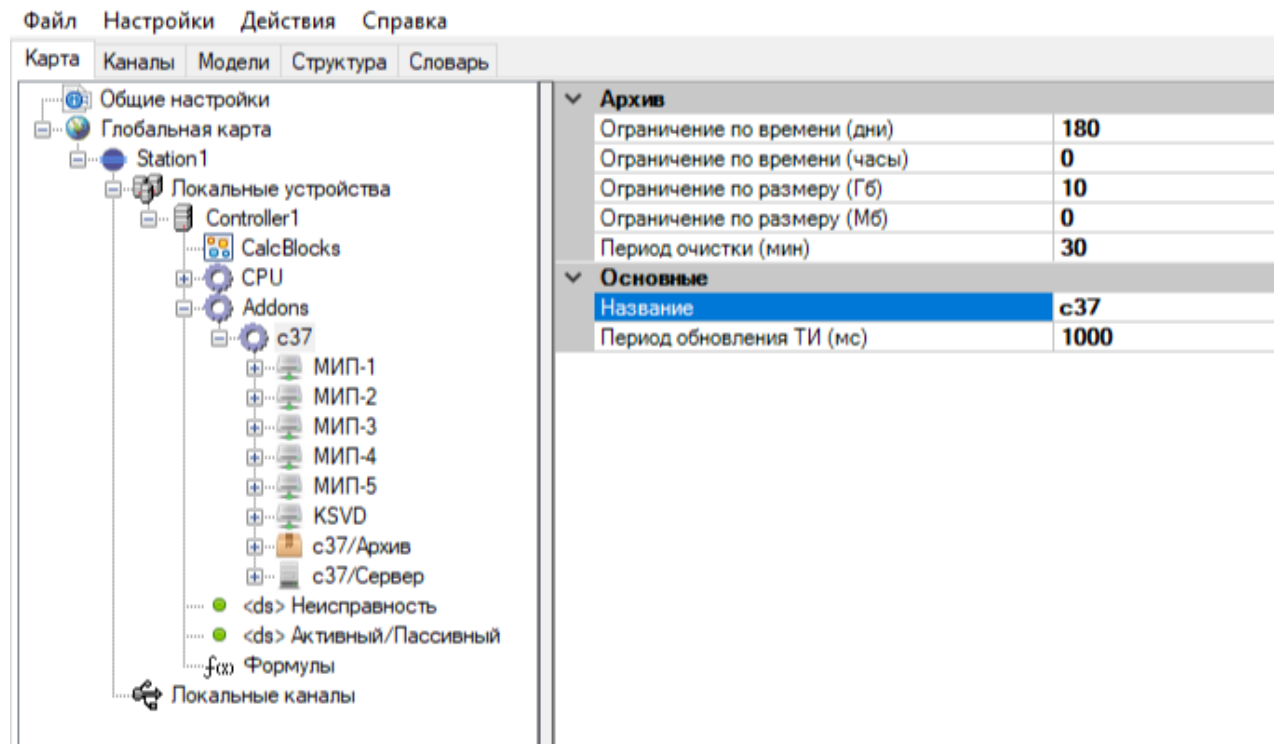 Файл Настройки Действия Справка
Карта Каналы Модели Структура Словарь
Общие настройки
Глобальная карта
Station1
Локальные устройства
Controller1
CalcBlocks
CPU
Addons
c37
МИП-1
МИП-2
МИП-3
МИП-4
МИП-5
KSVD
c37/Архив
c37/Сервер
<ds> Неисправность
<ds> Активный/Пассивный
f(x) Формулы
Локальные каналы
Архив
Ограничение по времени (дни) 180
Ограничение по времени (часы) 0
Ограничение по размеру (Гб) 10
Ограничение по размеру (Мб) 0
Период очистки (мин) 30
Основные
Название c37
Период обновления ТИ (мс) 1000